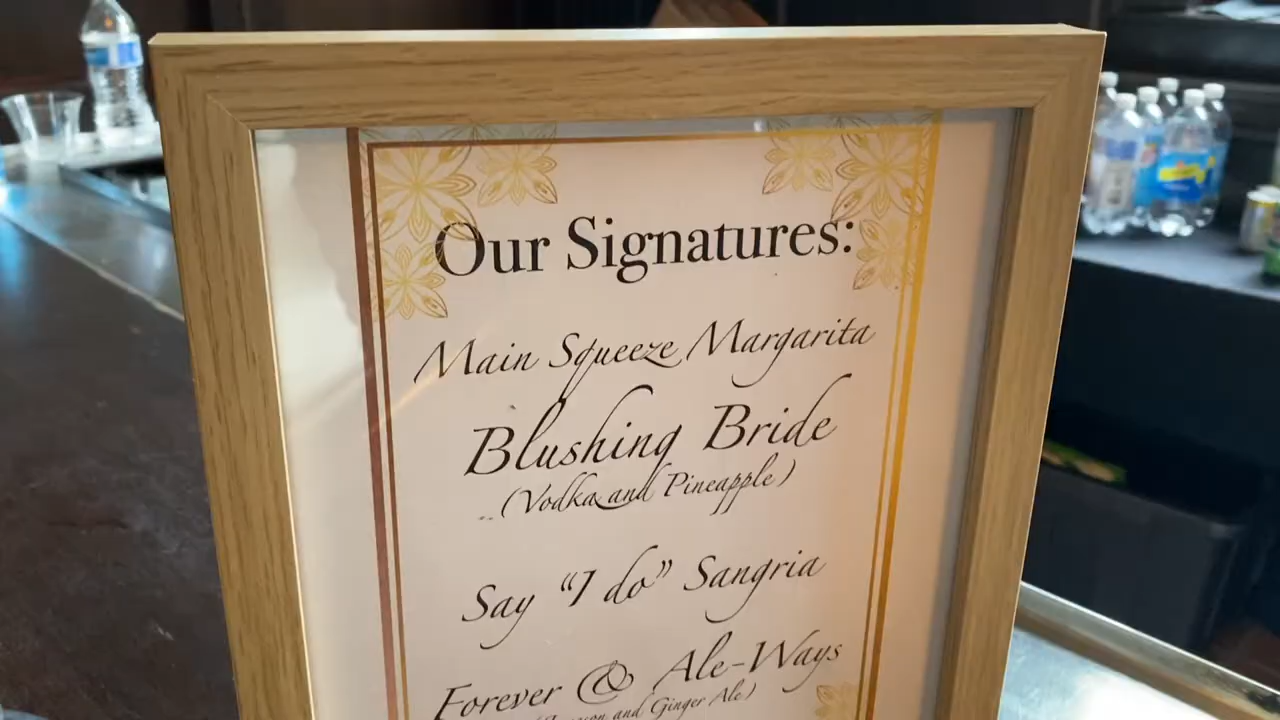 Our Signatures:
Main Squeeze Margarita
Blushing Bride
(Vodka and Pineapple)
Say "I do" Sangria
Forever & Ale-Ways
and Ginger Ale)